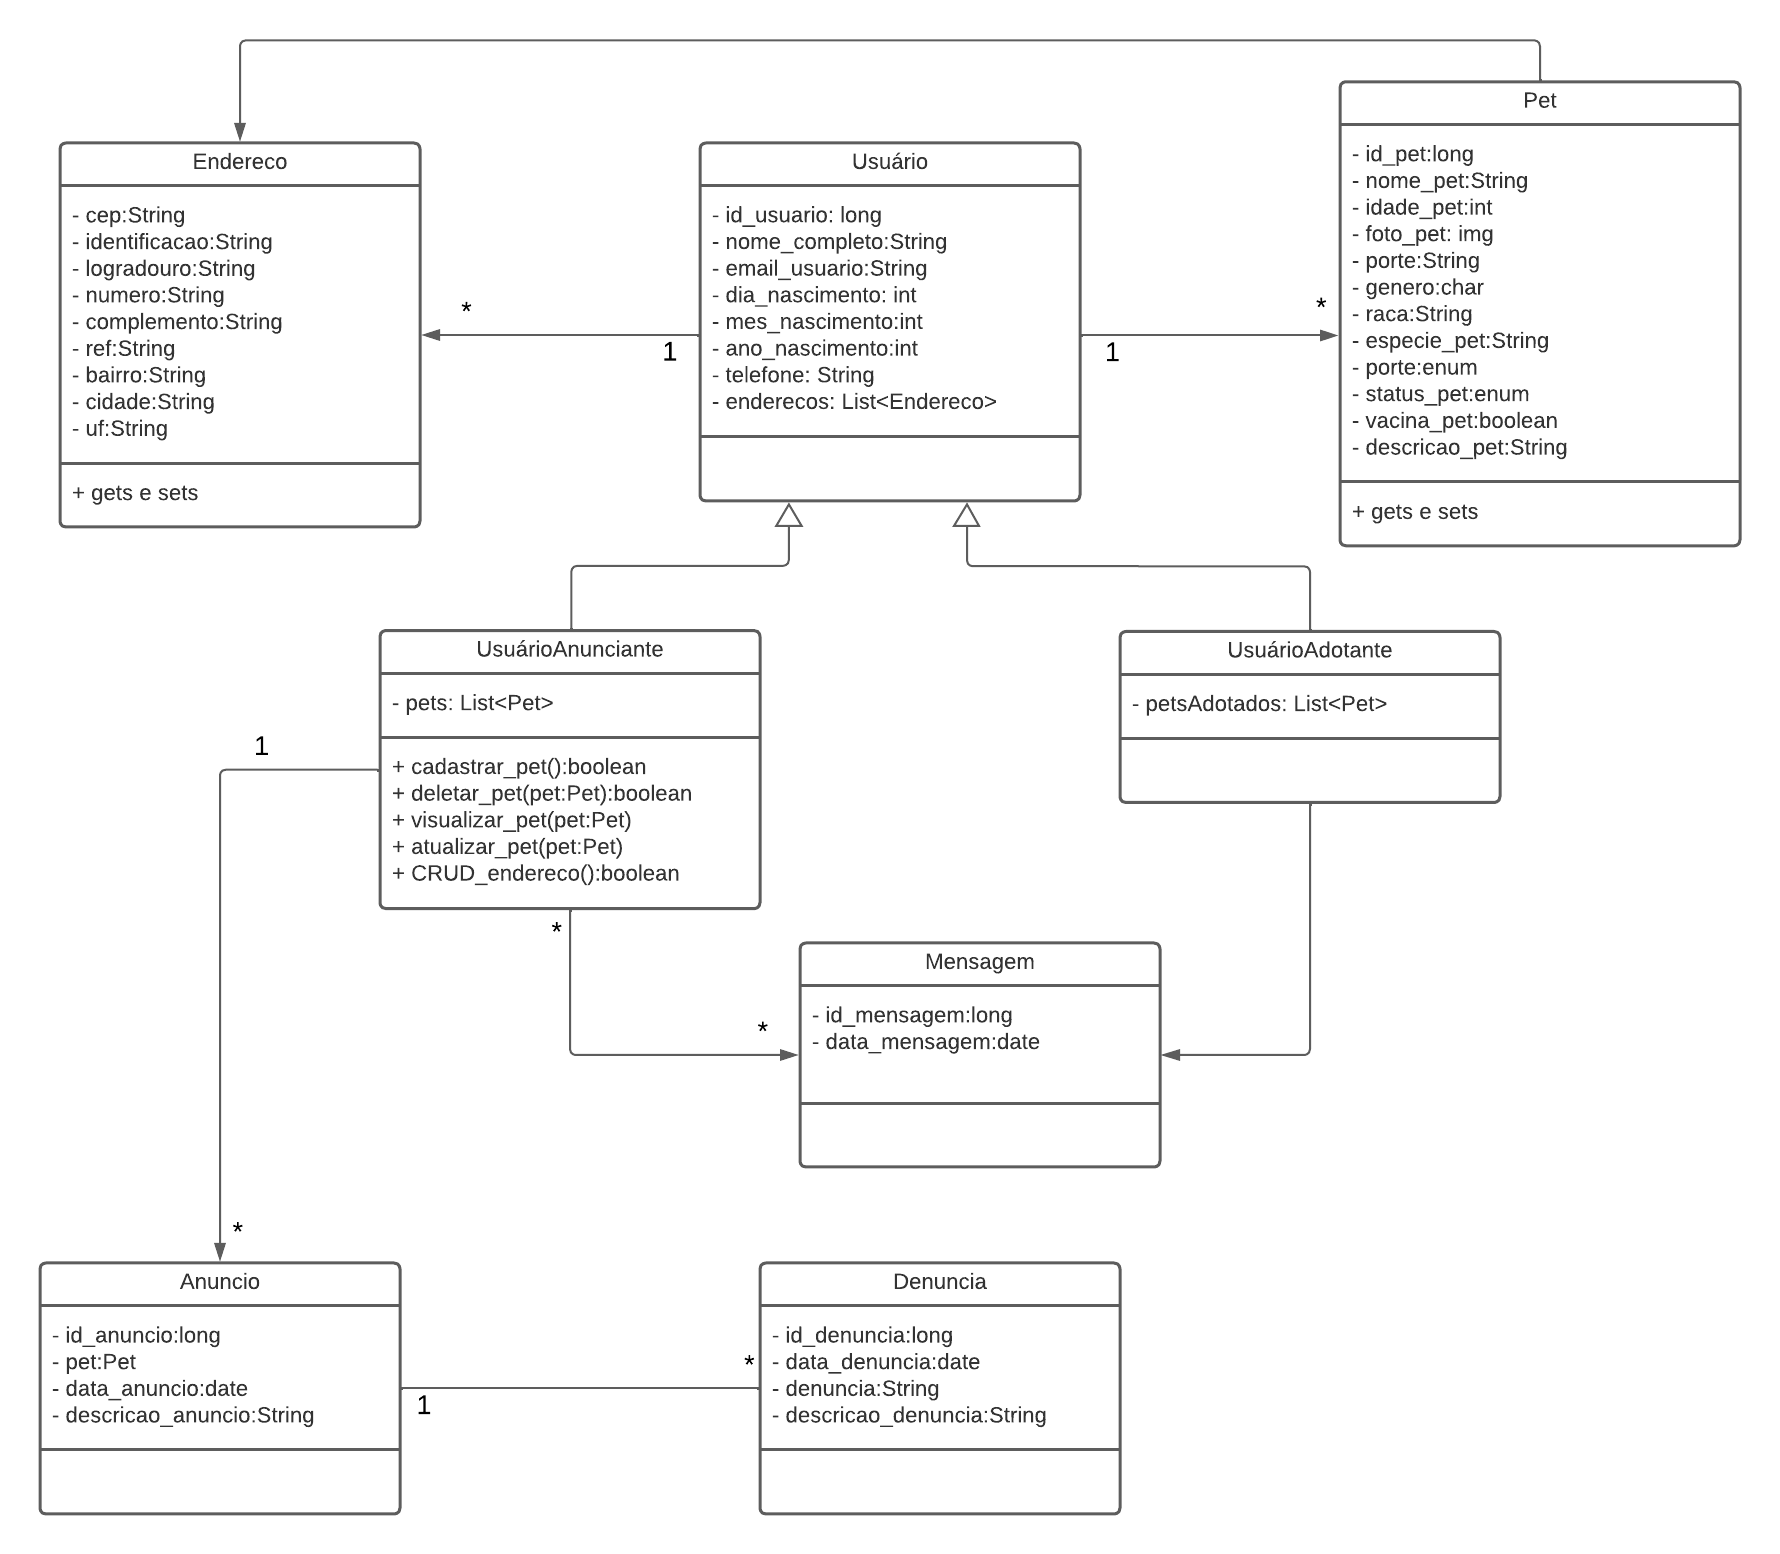 Endereco
- cep:String
- identificacao:String
- logradouro:String
- numero:String
- complemento:String
- ref:String
- bairro:String
- cidade:String
- uf:String
+ gets e sets
*
1
Usuário
- id_usuario: long
- nome_completo:String
- email_usuario:String
- dia_nascimento: int
- mes_nascimento:int
- ano_nascimento:int
- telefone: String
- enderecos: List<Endereco>
1
*
Pet
- id_pet:long
- nome_pet:String
- idade_pet:int
- foto_pet: img
- porte:String
- genero:char
- raca:String
- especie_pet:String
- porte:enum
- status_pet:enum
- vacina_pet:boolean
- descricao_pet:String
+ gets e sets
UsuárioAnunciante
- pets: List<Pet>
+ cadastrar_pet():boolean
+ deletar_pet(pet:Pet):boolean
+ visualizar_pet(pet:Pet)
+ atualizar_pet(pet:Pet)
+ CRUD_endereco():boolean
UsuárioAdotante
- petsAdotados: List<Pet>
1
*
*
*
Mensagem
- id_mensagem:long
- data_mensagem:date
Anuncio
- id_anuncio:long
- pet:Pet
- data_anuncio:date
- descricao_anuncio:String
1
*
Denuncia
- id_denuncia:long
- data_denuncia:date
- denuncia:String
- descricao_denuncia:String